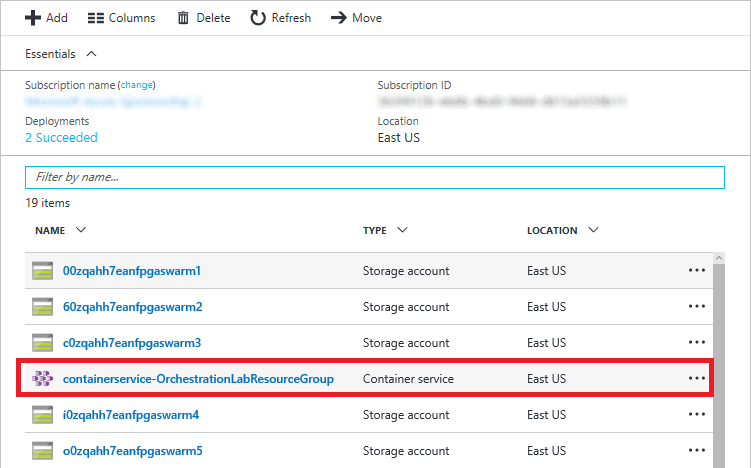 Add Columns Delete Refresh Move
Essentials
Subscription name (change) Subscription ID
Deployments Location
2 Succeeded East US
Filter by name...
19 items
NAME TYPE LOCATION
00zqahh7eanfpgaswarm1 Storage account East US
60zqahh7eanfpgaswarm2 Storage account East US
c0zqahh7eanfpgaswarm3 Storage account East US
containerservice-OrchestrationLabResourceGroup Container service East US
i0zqahh7eanfpgaswarm4 Storage account East US
o0zqahh7eanfpgaswarm5 Storage account East US